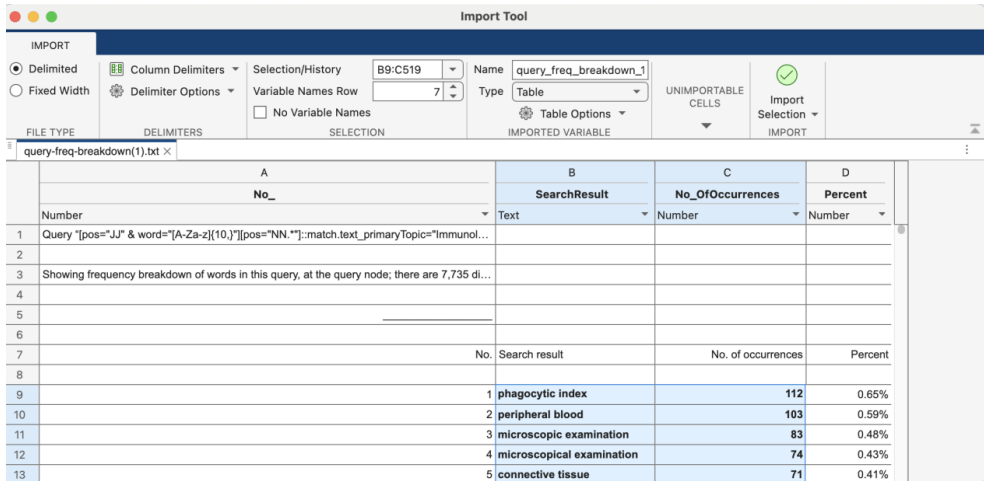 Import Tool
IMPORT
Delimited
Fixed Width
FILE TYPE
Column Delimiters
Delimiter Options
DELIMITERS
Selection/History B9:C519
Variable Names Row 7
No Variable Names
SELECTION
Name query_freq_breakdown_1
Type Table
Table Options
IMPORTED VARIABLE
UNIMPORTABLE
CELLS
Import
Selection
IMPORT
query-freq-breakdown(1).txt
A B C D
No_ SearchResult No_OfOccurrences Percent
Number Text Number Number
1 Query "[pos="JJ" & word="[A-Za-z]{10,}"][pos="NN.*"]::match.text_primaryTopic="Immunol...
2
3 Showing frequency breakdown of words in this query, at the query node; there are 7,735 di...
4
5
6
7 No. Search result No. of occurrences Percent
8
9 1 phagocytic index 112 0.65%
10 2 peripheral blood 103 0.59%
11 3 microscopic examination 83 0.48%
12 4 microscopical examination 74 0.43%
13 5 connective tissue 71 0.41%